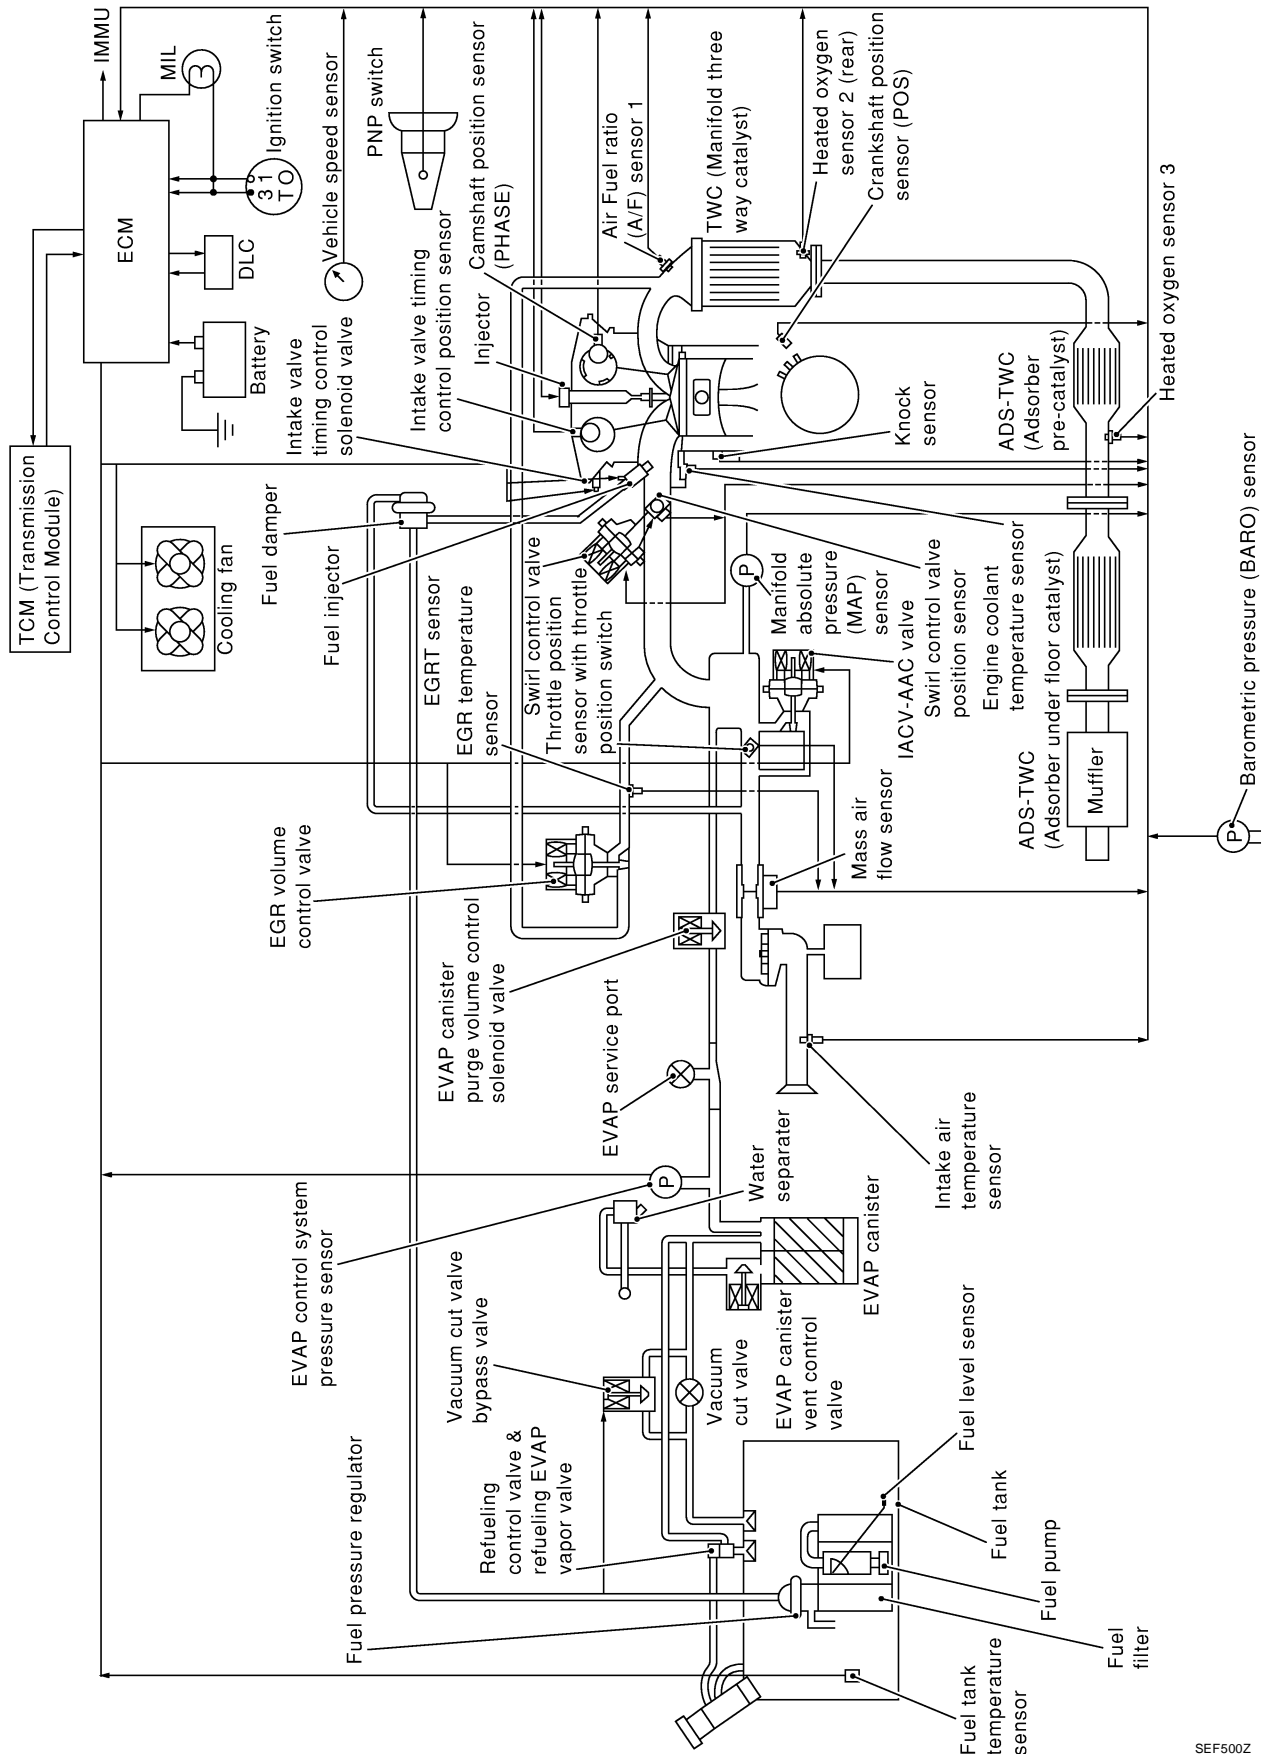 TCM (Transmission
Control Module)
ECM
IMMU
MIL
Ignition switch
3 1
T O
DLC
Battery
Cooling fan
Vehicle speed sensor
PNP switch
Intake valve
timing control
solenoid valve
Intake valve timing
control position sensor
Injector
Camshaft position sensor
(PHASE)
Air Fuel ratio
(A/F) sensor 1
TWC (Manifold three
way catalyst)
Heated oxygen
sensor 2 (rear)
Crankshaft position
sensor (POS)
Heated oxygen sensor 3
ADS-TWC
(Adsorber
pre-catalyst)
Knock
sensor
Fuel damper
Fuel injector
EGRT sensor
EGR temperature
sensor
Swirl control valve
Throttle position
sensor with throttle
position switch
P
Manifold
absolute
pressure
(MAP)
sensor
IACV-AAC valve
Swirl control valve
position sensor
Engine coolant
temperature sensor
ADS-TWC
(Adsorber under floor catalyst)
Muffler
P
Barometric pressure (BARO) sensor
Mass air
flow sensor
EGR volume
control valve
EVAP canister
purge volume control
solenoid valve
EVAP service port
Intake air
temperature
sensor
EVAP control system
pressure sensor
P
Water
separater
EVAP canister
Vacuum cut valve
bypass valve
Vacuum
cut valve
EVAP canister
vent control
valve
Fuel level sensor
Fuel pressure regulator
Refueling
control valve &
refueling EVAP
vapor valve
Fuel tank
Fuel pump
Fuel
filter
Fuel tank
temperature
sensor
SEF500Z